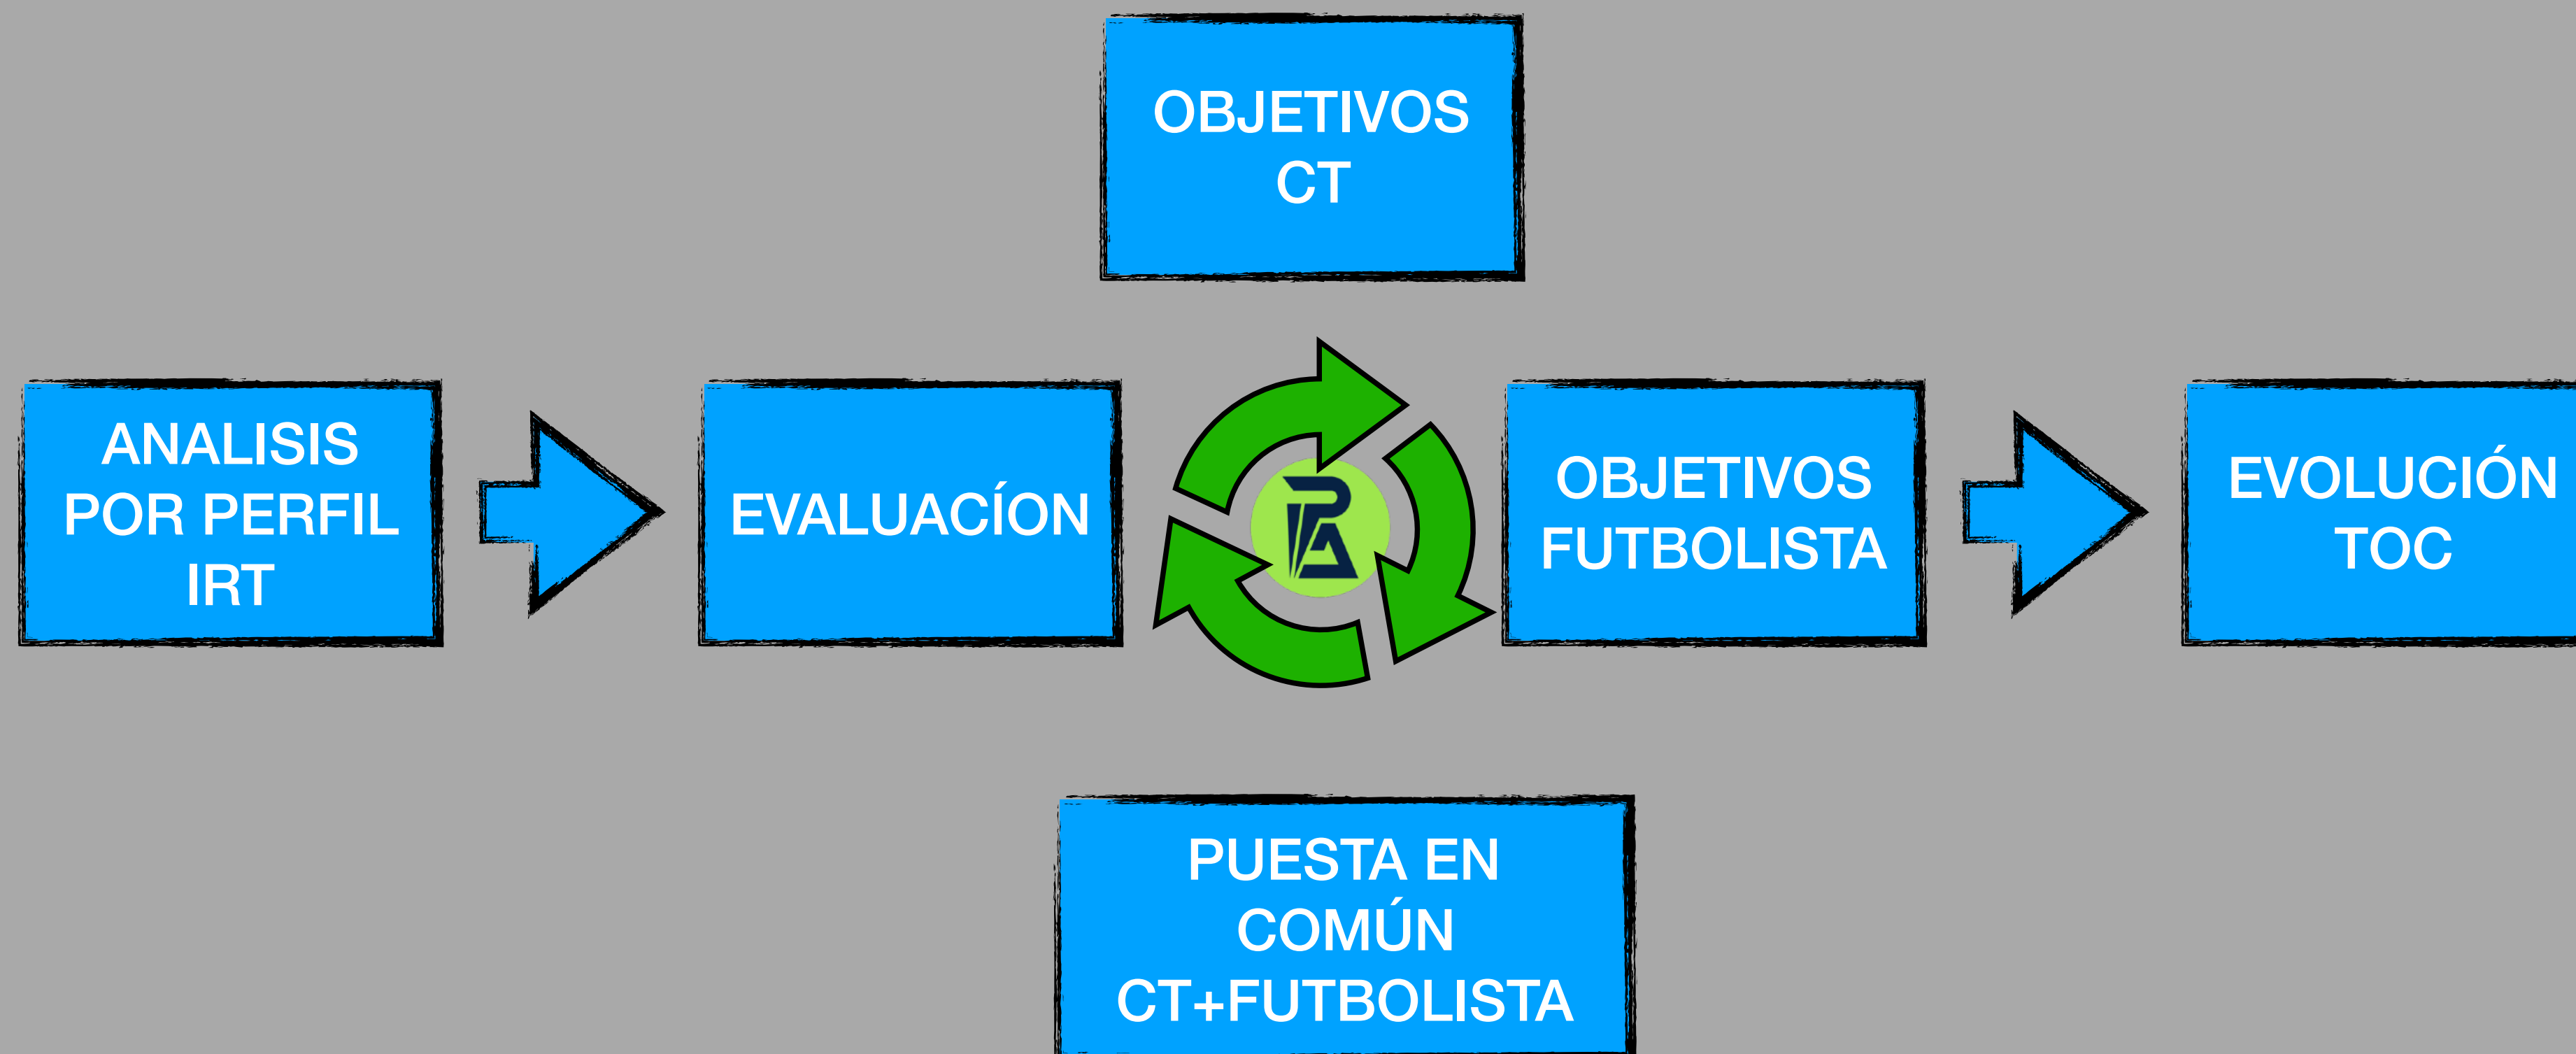 OBJETIVOS
CT
ANALISIS
POR PERFIL
IRT
EVALUACÍON
OBJETIVOS
FUTBOLISTA
EVOLUCIÓN
TOC
PUESTA EN
COMÚN
CT+FUTBOLISTA